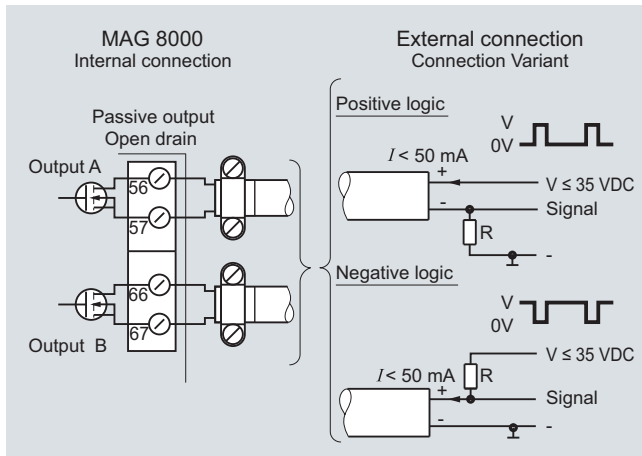 MAG 8000
Internal connection
External connection
Connection Variant
Passive output
Open drain
Output A
56
57
66
67
Output B
Positive logic
V
0V
I < 50 mA
+
V ≤ 35 VDC
-
Signal
R
-
Negative logic
V
0V
V ≤ 35 VDC
I < 50 mA
R
+
Signal
-
-